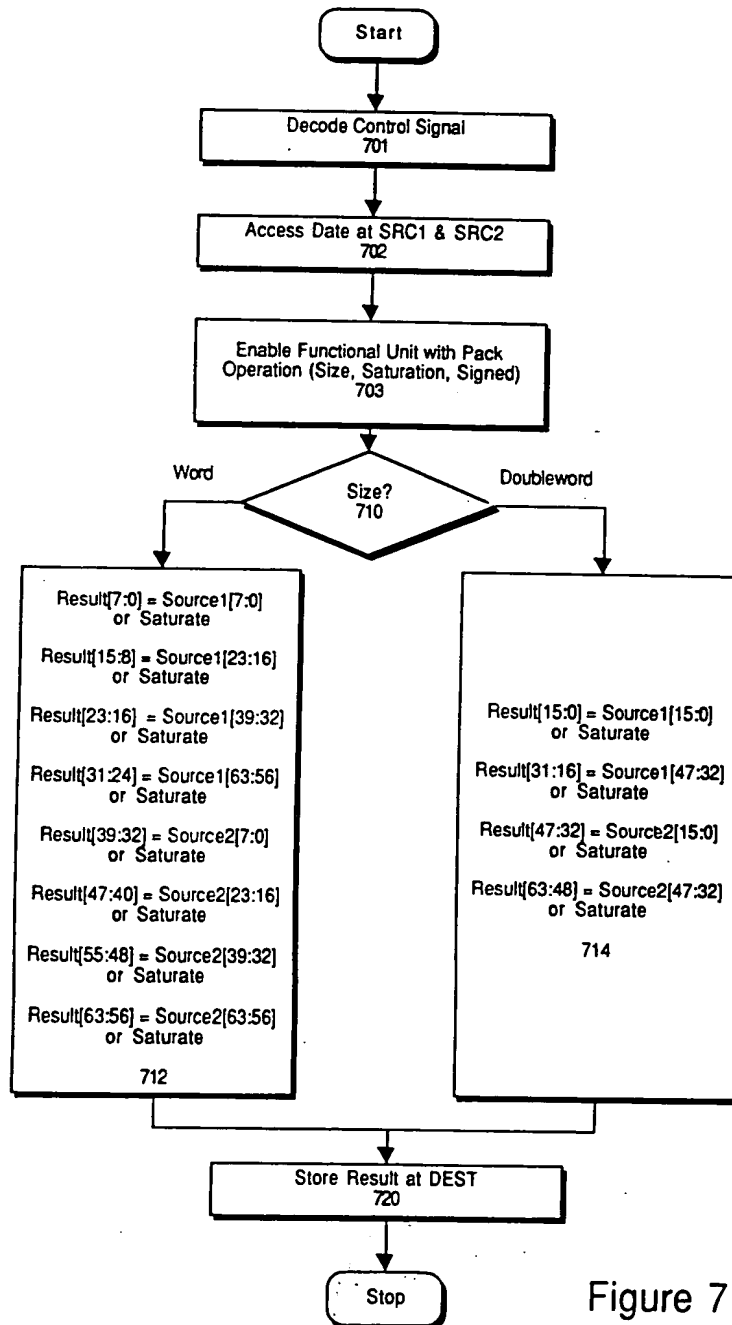 Start
Decode Control Signal
701
Access Date at SRC1 & SRC2
702
Enable Functional Unit with Pack
Operation (Size, Saturation, Signed)
703
Word
Size?
710
Doubleword
Result[7:0] = Source1[7:0]
or Saturate
Result[15:8] = Source1[23:16]
or Saturate
Result[23:16] = Source1[39:32]
or Saturate
Result[31:24] = Source1[63:56]
or Saturate
Result[39:32] = Source2[7:0]
or Saturate
Result[47:40] = Source2[23:16]
or Saturate
Result[55:48] = Source2[39:32]
or Saturate
Result[63:56] = Source2[63:56]
or Saturate
712
Result[15:0] = Source1[15:0]
or Saturate
Result[31:16] = Source1[47:32]
or Saturate
Result[47:32] = Source2[15:0]
or Saturate
Result[63:48] = Source2[47:32]
or Saturate
714
Store Result at DEST
720
Stop
Figure 7